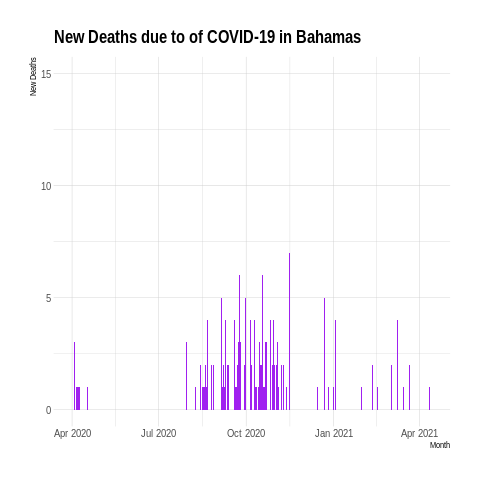 New Deaths due to of COVID-19 in Bahamas
New Deaths
15
10
5
0
Apr 2020
Jul 2020
Oct 2020
Jan 2021
Apr 2021
Month